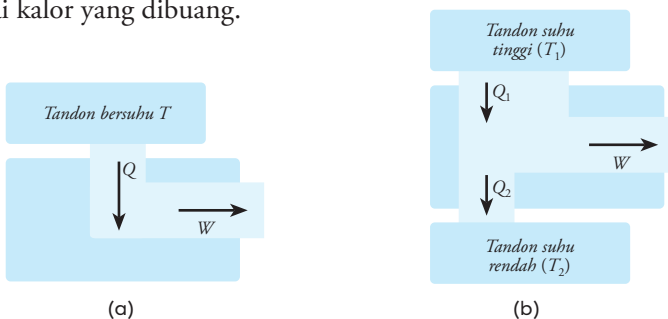 i kalor yang dibuang.
Tandon bersuhu T
Q
W
(a)
Tandon suhu
tinggi (T₁)
Q₁
W
Q₂
Tandon suhu
rendah (T₂)
(b)